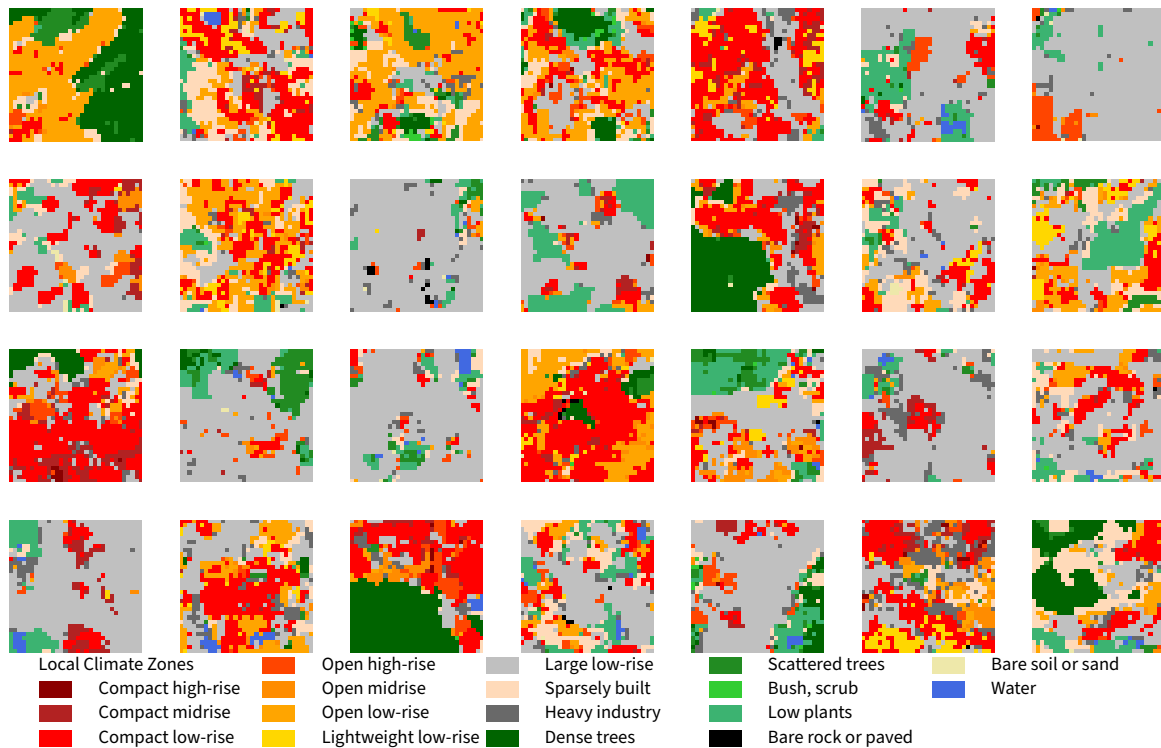 Local Climate Zones
Compact high-rise
Compact midrise
Compact low-rise
Open high-rise
Open midrise
Open low-rise
Lightweight low-rise
Large low-rise
Sparsely built
Heavy industry
Dense trees
Scattered trees
Bush, scrub
Low plants
Bare rock or paved
Bare soil or sand
Water